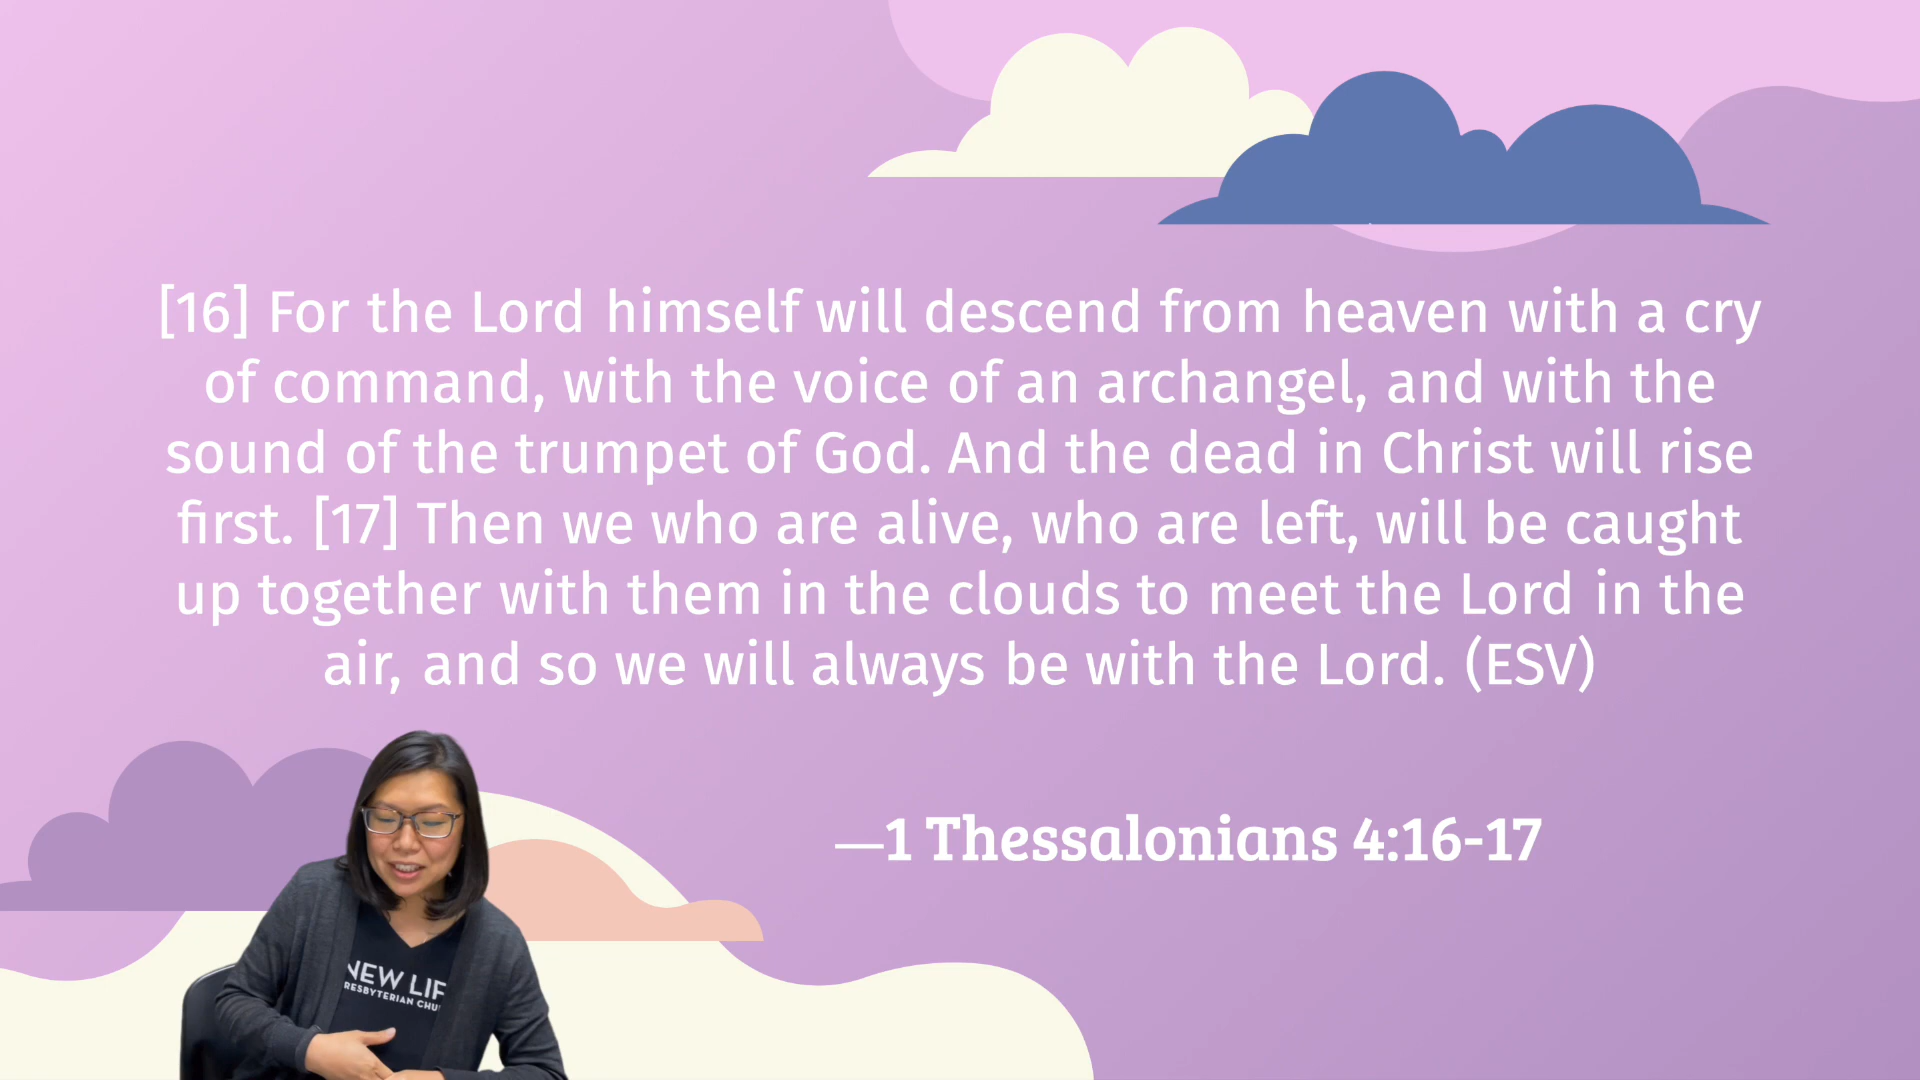 [16] For the Lord himself will descend from heaven with a cry
of command, with the voice of an archangel, and with the
sound of the trumpet of God. And the dead in Christ will rise
first. [17] Then we who are alive, who are left, will be caught
up together with them in the clouds to meet the Lord in the
air, and so we will always be with the Lord. (ESV)
—1 Thessalonians 4:16-17
NEW LIF
RESBYTERIAN CHU